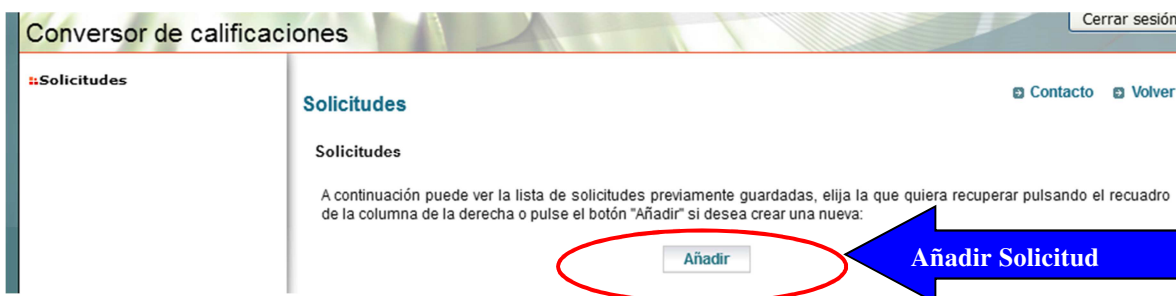 Cerrar sesión
Conversor de calificaciones
Solicitudes
Contacto Volver
Solicitudes
Solicitudes
A continuación puede ver la lista de solicitudes previamente guardadas, elija la que quiera recuperar pulsando el recuadro
de la columna de la derecha o pulse el botón "Añadir" si desea crear una nueva:
Añadir
Añadir Solicitud